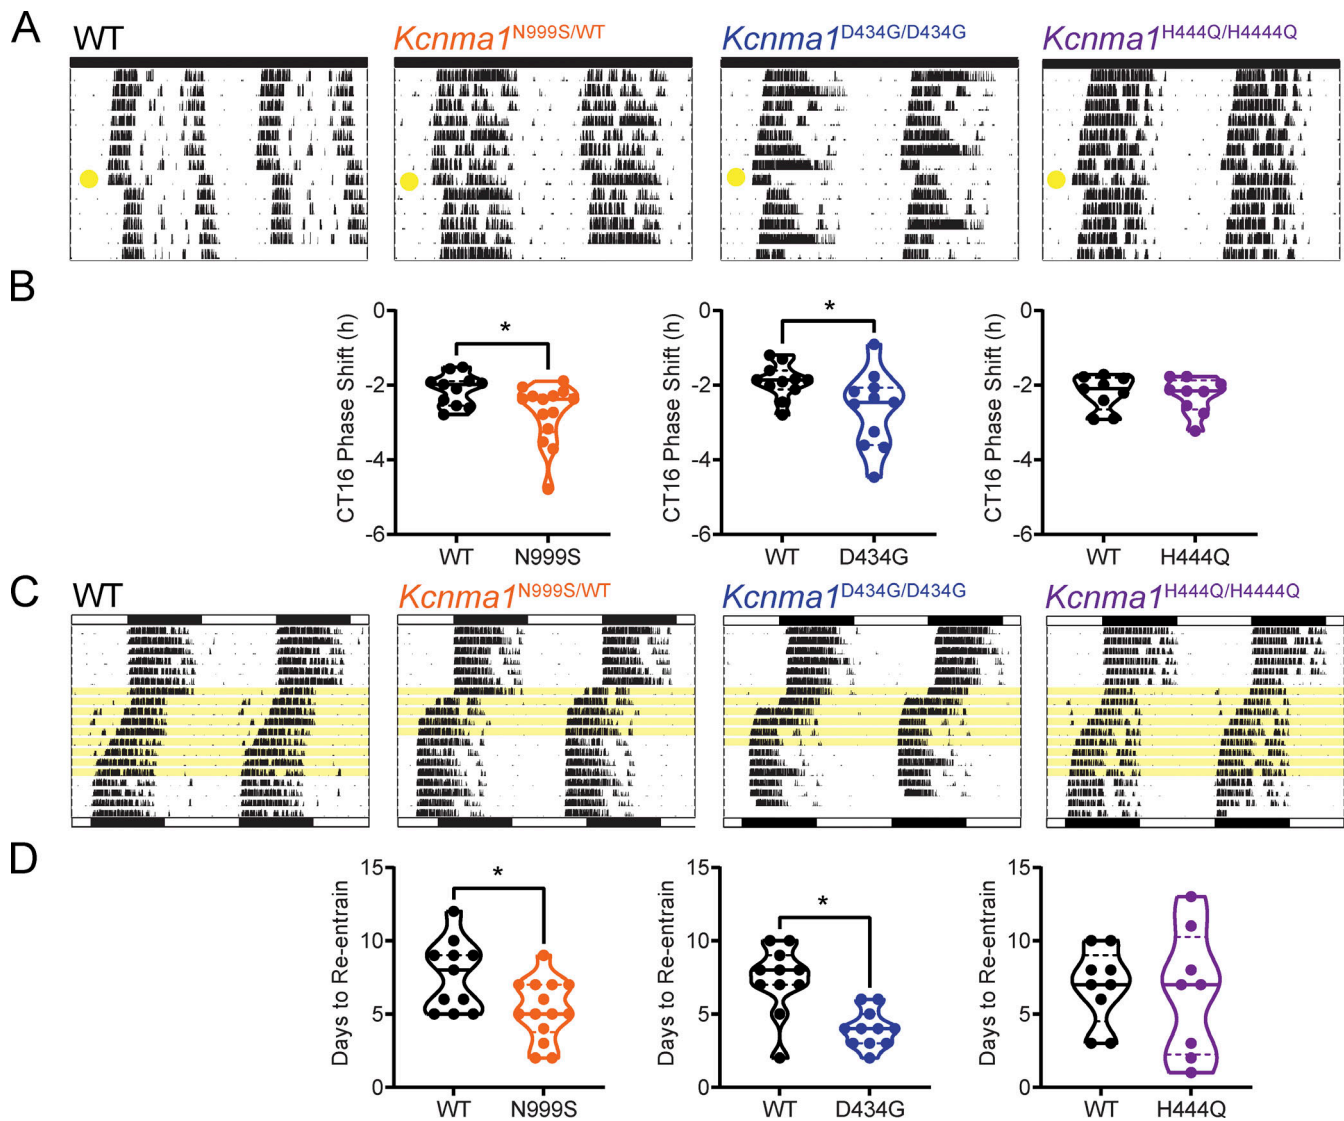 A
WT
Kcnma1N999S/WT
Kcnma1D434G/D434G
Kcnma1H444Q/H4444Q
B
CT16 Phase Shift (h)
0
-2
-4
-6
*
WT
N999S
CT16 Phase Shift (h)
0
-2
-4
-6
*
WT
D434G
CT16 Phase Shift (h)
0
-2
-4
-6
WT
H444Q
C
WT
Kcnma1N999S/WT
Kcnma1D434G/D434G
Kcnma1H444Q/H4444Q
D
Days to Re-entrain
15
10
5
0
*
WT
N999S
Days to Re-entrain
15
10
5
0
*
WT
D434G
Days to Re-entrain
15
10
5
0
WT
H444Q